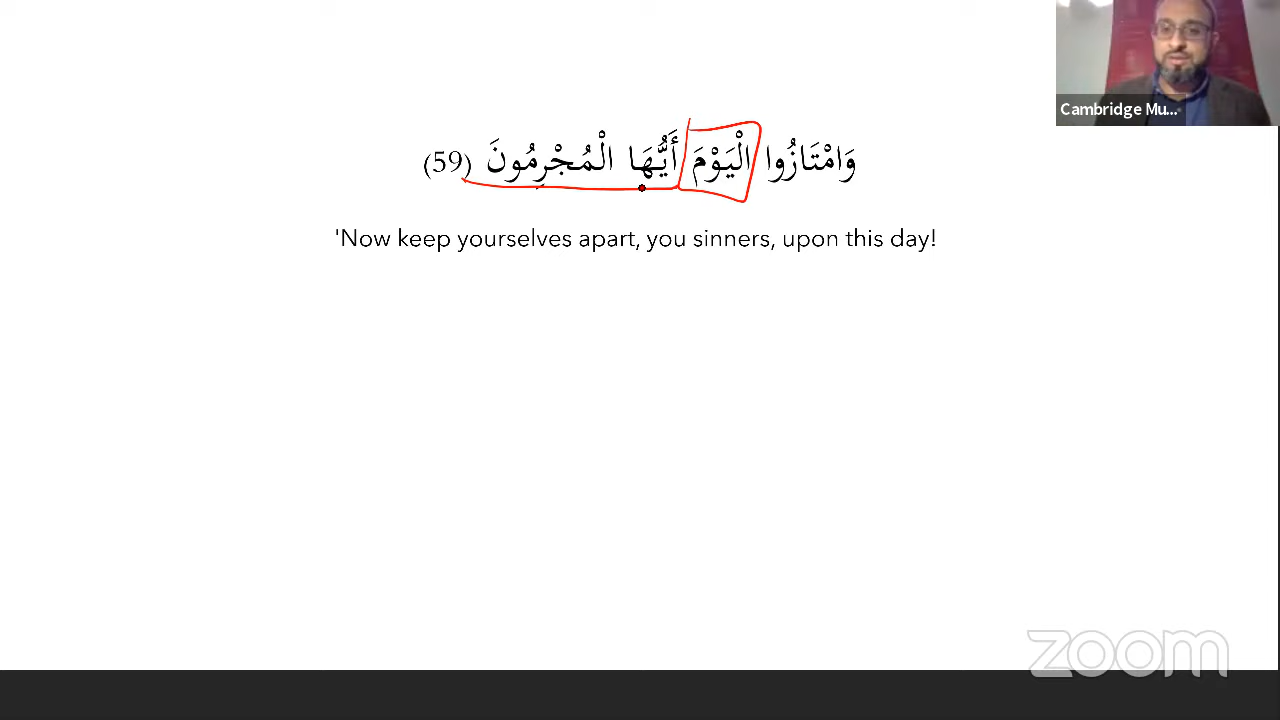 Cambridge Mu...
وَامْتَازُوا الْيَوْمَ أَيُّهَا الْمُجْرِمُونَ (59)
'Now keep yourselves apart, you sinners, upon this day!
zoom